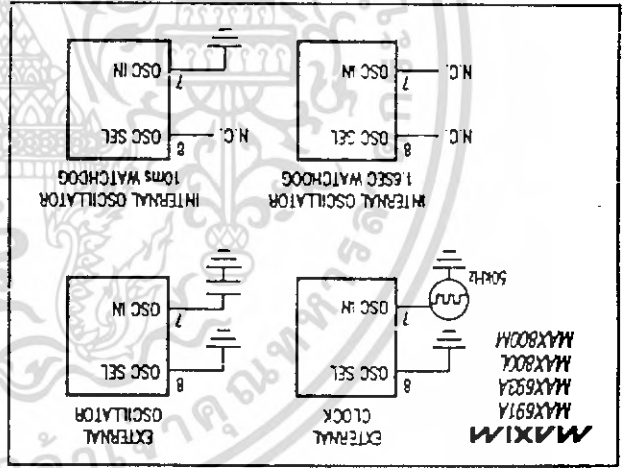 MAXIM
MAX691A
MAX693A
MAX800L
MAX800M
EXTERNAL
CLOCK
8
OSC SEL
7
OSC IN
50kHz
EXTERNAL
OSCILLATOR
8
OSC SEL
7
OSC IN
INTERNAL OSCILLATOR
1.6SEC WATCHDOG
N.C.
8
OSC SEL
N.C.
7
OSC IN
INTERNAL OSCILLATOR
10ms WATCHDOG
N.C.
8
OSC SEL
7
OSC IN